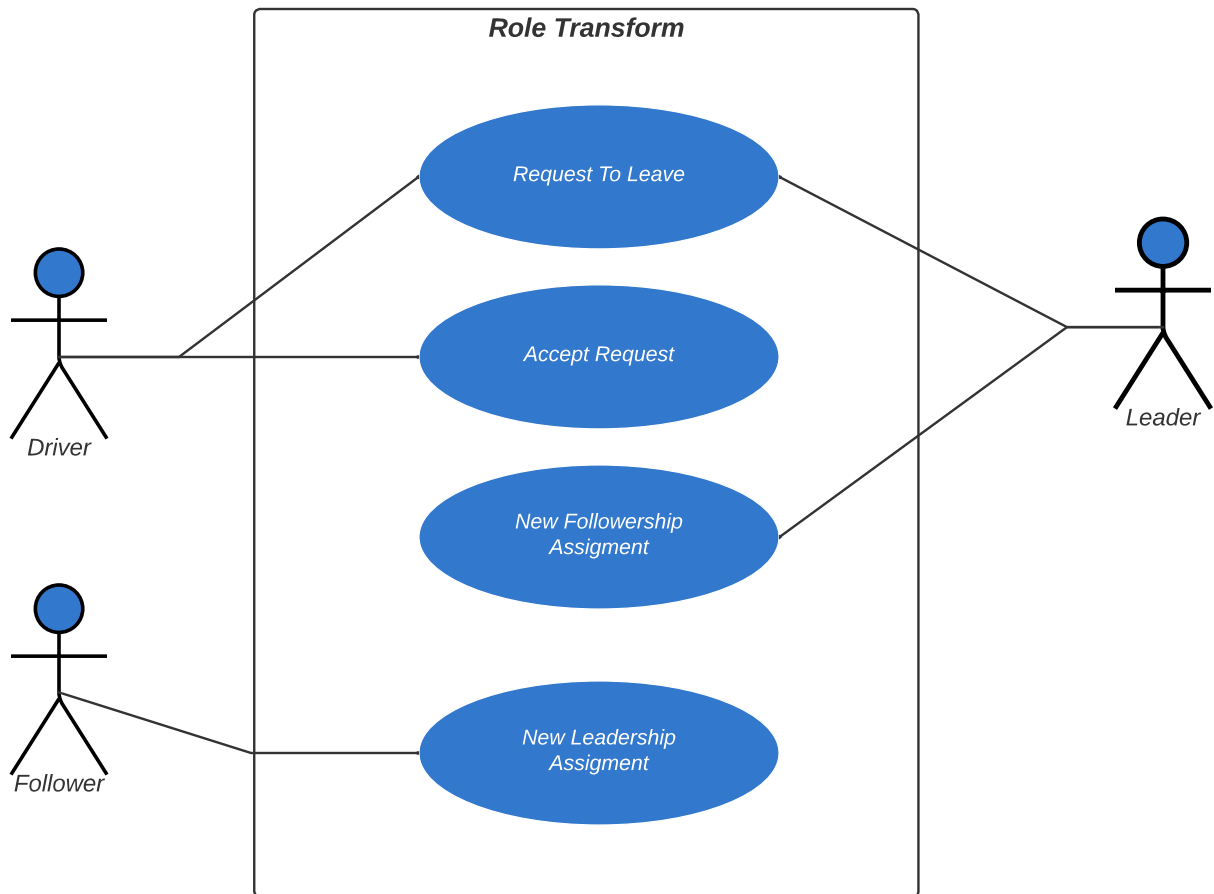 Role Transform
Request To Leave
Accept Request
Driver
Leader
New Followership
Assigment
New Leadership
Assigment
Follower